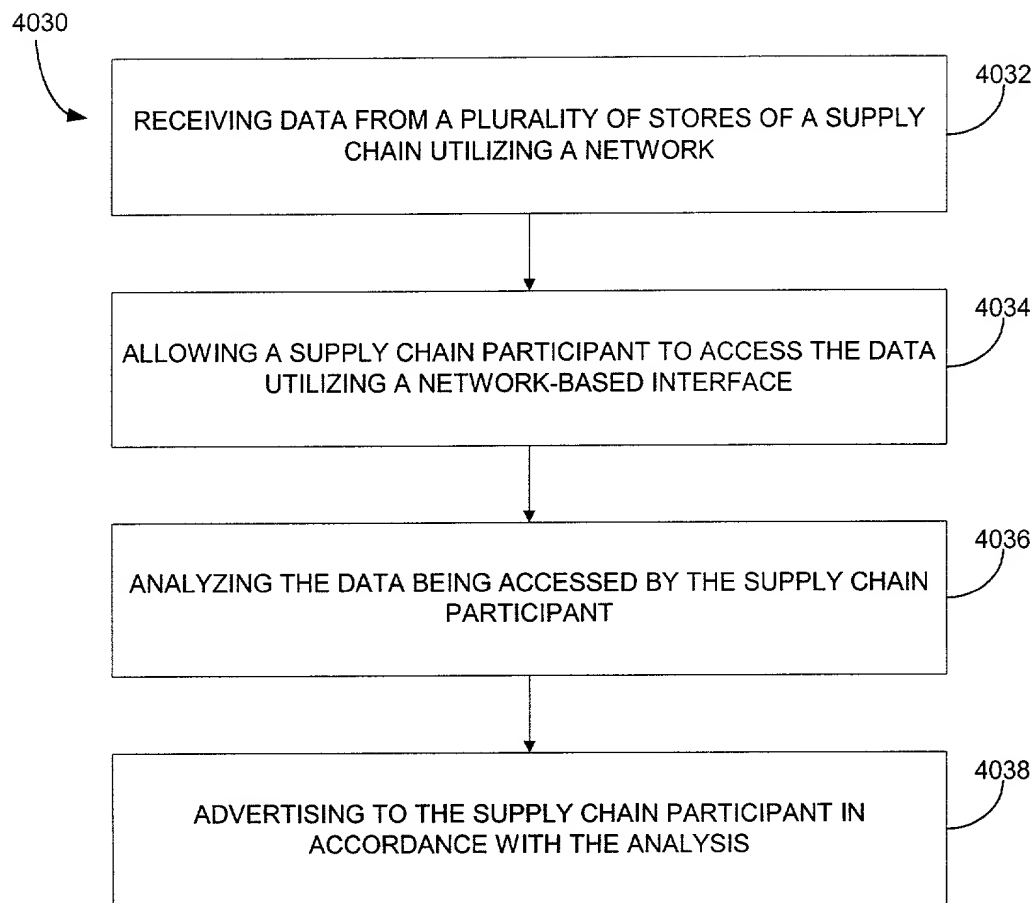 4030
4032
RECEIVING DATA FROM A PLURALITY OF STORES OF A SUPPLY
CHAIN UTILIZING A NETWORK
4034
ALLOWING A SUPPLY CHAIN PARTICIPANT TO ACCESS THE DATA
UTILIZING A NETWORK-BASED INTERFACE
4036
ANALYZING THE DATA BEING ACCESSED BY THE SUPPLY CHAIN
PARTICIPANT
4038
ADVERTISING TO THE SUPPLY CHAIN PARTICIPANT IN
ACCORDANCE WITH THE ANALYSIS